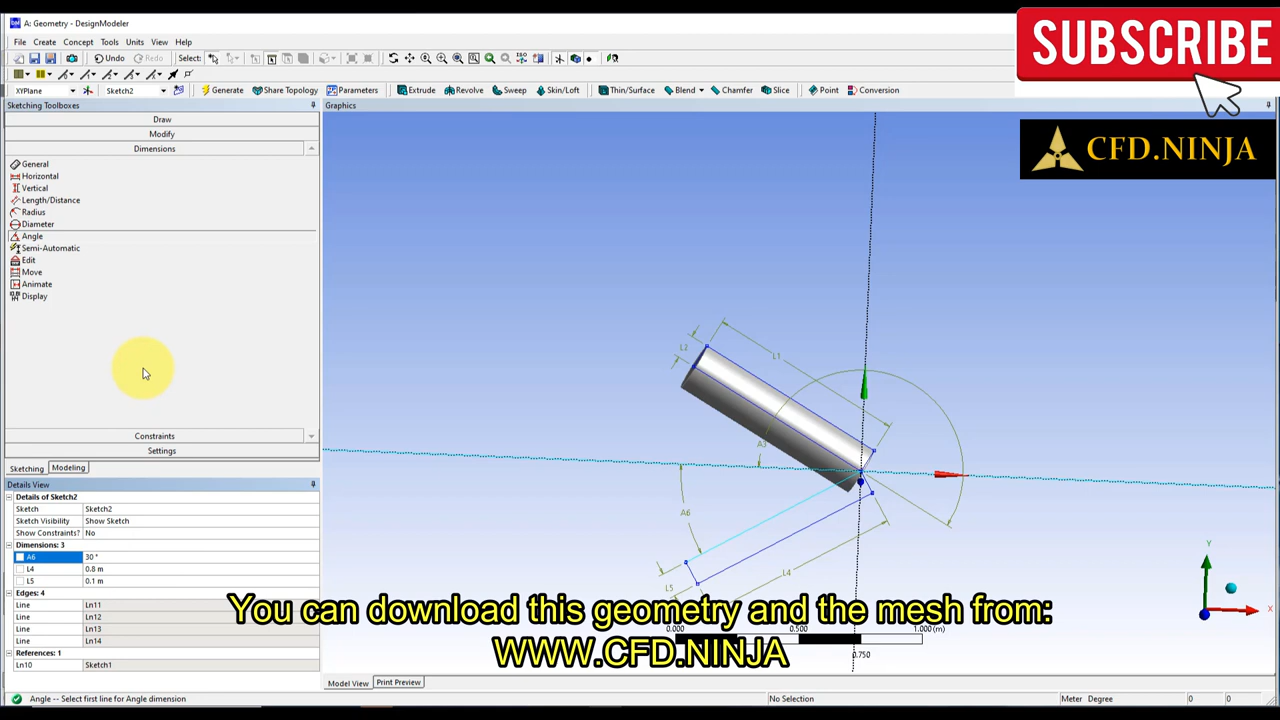 A: Geometry - DesignModeler
File Create Concept Tools Units View Help
Undo Redo Select:
XYPlane Sketch2 Generate Share Topology Parameters Extrude Revolve Sweep Skin/Loft Thin/Surface Blend Chamfer Slice Point Conversion
SUBSCRIBE
CFD.NINJA
Sketching Toolboxes
Draw
Modify
Dimensions
General
Horizontal
Vertical
Length/Distance
Radius
Diameter
Angle
Semi-Automatic
Edit
Move
Animate
Display
Constraints
Settings
Sketching Modeling
Details View
Details of Sketch2
Sketch Sketch2
Sketch Visibility Show Sketch
Show Constraints? No
Dimensions: 3
A6 30 °
L4 0.8 m
L5 0.1 m
Edges: 4
Line Ln11
Line Ln12
Line Ln13
Line Ln14
References: 1
Ln10 Sketch1
Graphics
L2
L1
A3
A6
L5
L4
Y
X
0.000 0.500 1.000 (m)
0.750
You can download this geometry and the mesh from:
WWW.CFD.NINJA
Model View Print Preview
Angle -- Select first line for Angle dimension No Selection Meter Degree 0 0